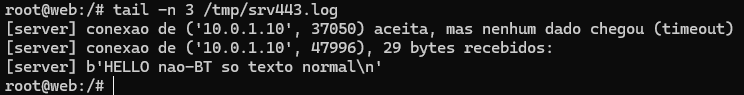 root@web:/# tail -n 3 /tmp/srv443.log
[server] conexao de ('10.0.1.10', 37050) aceita, mas nenhum dado chegou (timeout)
[server] conexao de ('10.0.1.10', 47996), 29 bytes recebidos:
[server] b'HELLO nao-BT so texto normal\n'
root@web:/#